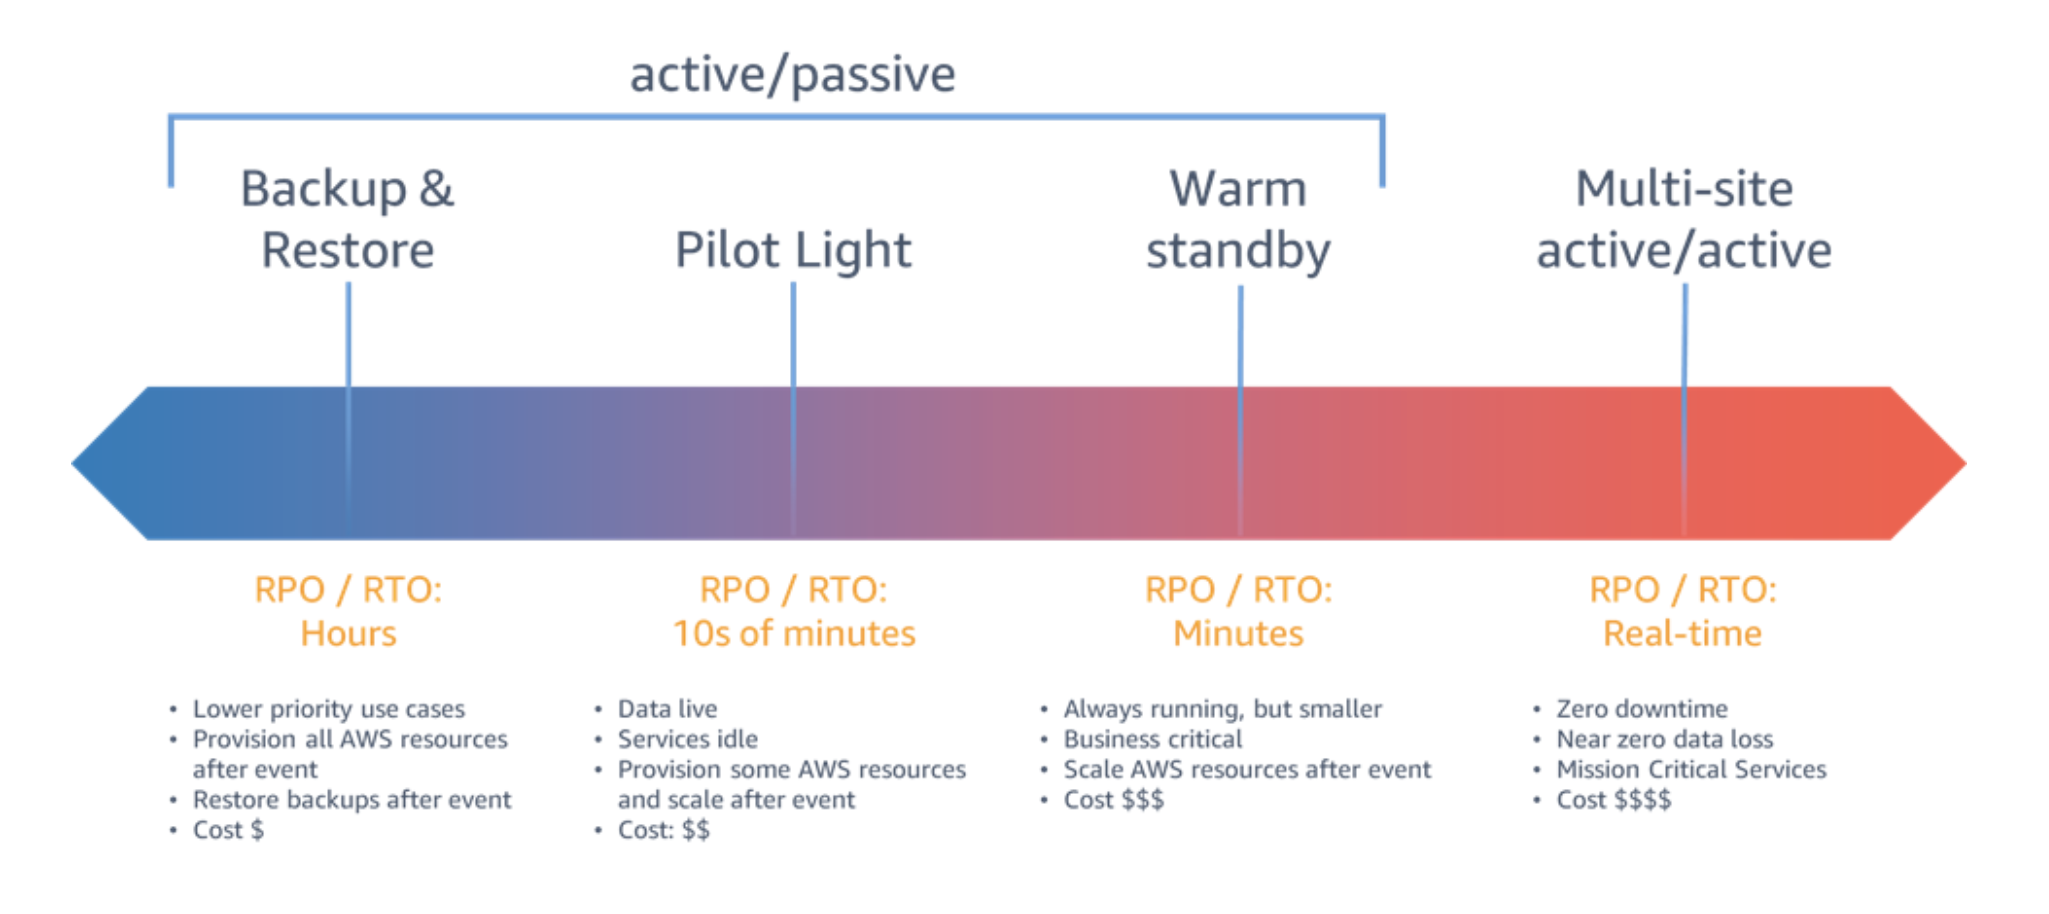 active/passive
Backup &
Restore
Pilot Light
Warm
standby
Multi-site
active/active
RPO / RTO:
Hours
RPO / RTO:
10s of minutes
RPO / RTO:
Minutes
RPO / RTO:
Real-time
• Lower priority use cases
• Provision all AWS resources
after event
• Restore backups after event
• Cost $
• Data live
• Services idle
• Provision some AWS resources
and scale after event
• Cost: $$
• Always running, but smaller
• Business critical
• Scale AWS resources after event
• Cost $$$
• Zero downtime
• Near zero data loss
• Mission Critical Services
• Cost $$$$